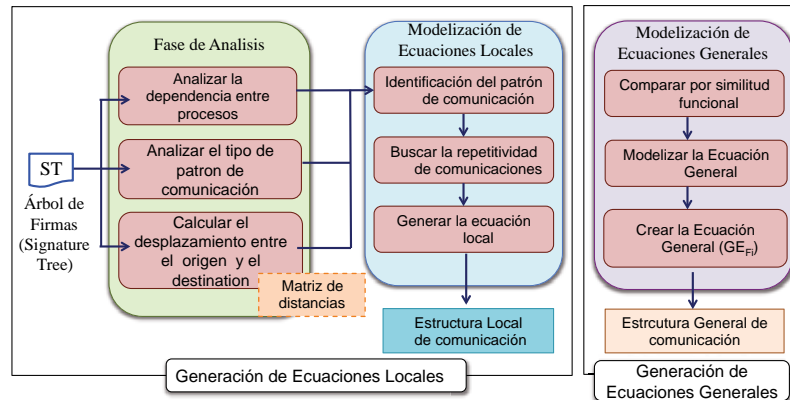 Fase de Analisis
Analizar la
dependencia entre
procesos
Analizar el tipo de
patron de
comunicación
Calcular el
desplazamiento entre
el origen y el
destination
Matriz de
distancias
ST
Árbol de
Firmas
(Signature
Tree)
Modelización de
Ecuaciones Locales
Identificación del patrón
de comunicación
Buscar la repetitividad
de comunicaciones
Generar la ecuación
local
Estructura Local
de comunicación
Generación de Ecuaciones Locales
Modelización
de Ecuaciones Generales
Comparar por similitud
funcional
Modelizar la Ecuación
General
Crear la Ecuación
General (GEFi)
Estrcutura General de
comunicación
Generación de
Ecuaciones Generales